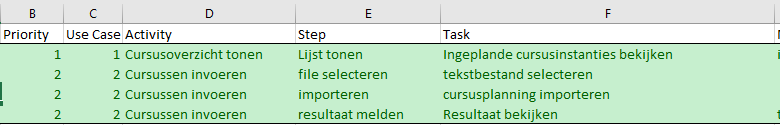 B C D E F
Priority Use Case Activity Step Task
1 1 Cursusoverzicht tonen Lijst tonen Ingeplande cursusinstanties bekijken
2 2 Cursussen invoeren file selecteren tekstbestand selecteren
2 2 Cursussen invoeren importeren cursusplanning importeren
2 2 Cursussen invoeren resultaat melden Resultaat bekijken